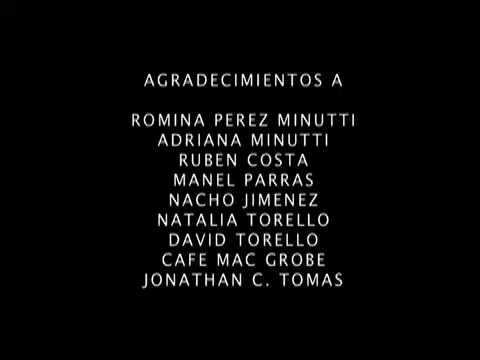 AGRADECIMIENTOS A
ROMINA PEREZ MINUTTI
ADRIANA MINUTTI
RUBEN COSTA
MANEL PARRAS
NACHO JIMENEZ
NATALIA TORELLO
DAVID TORELLO
CAFE MAC GROBE
JONATHAN C. TOMAS